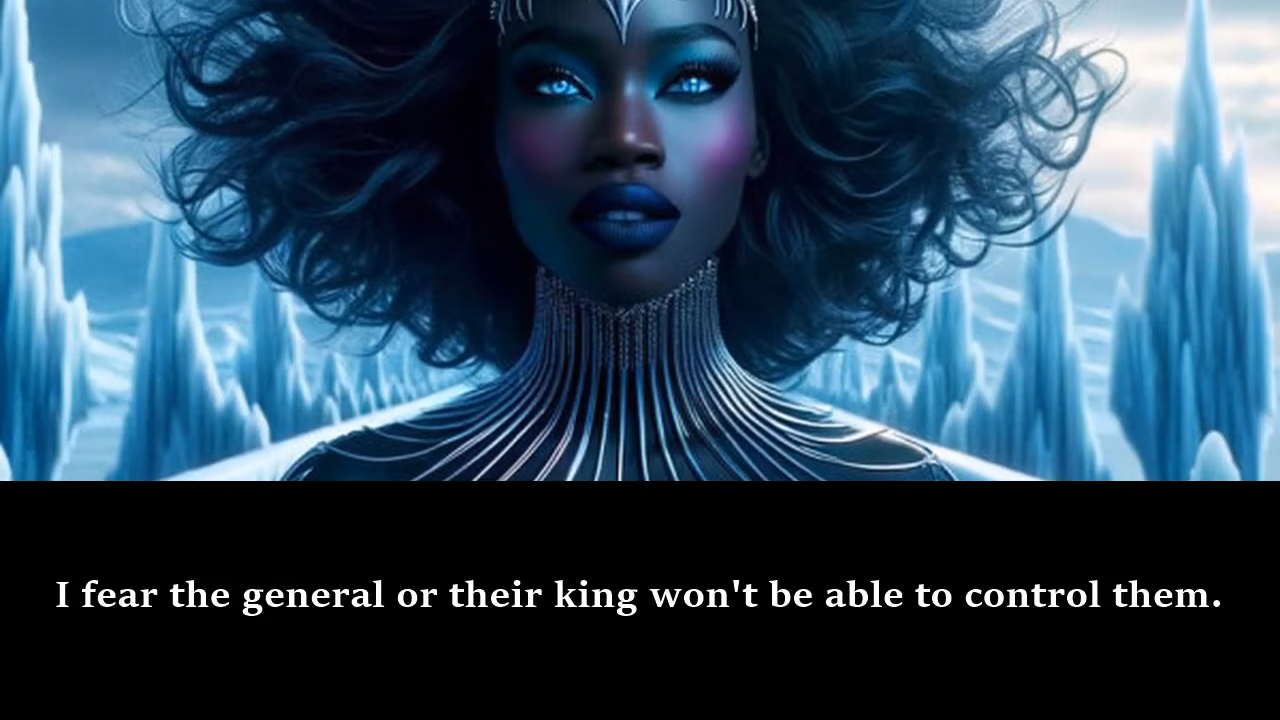 I fear the general or their king won't be able to control them.